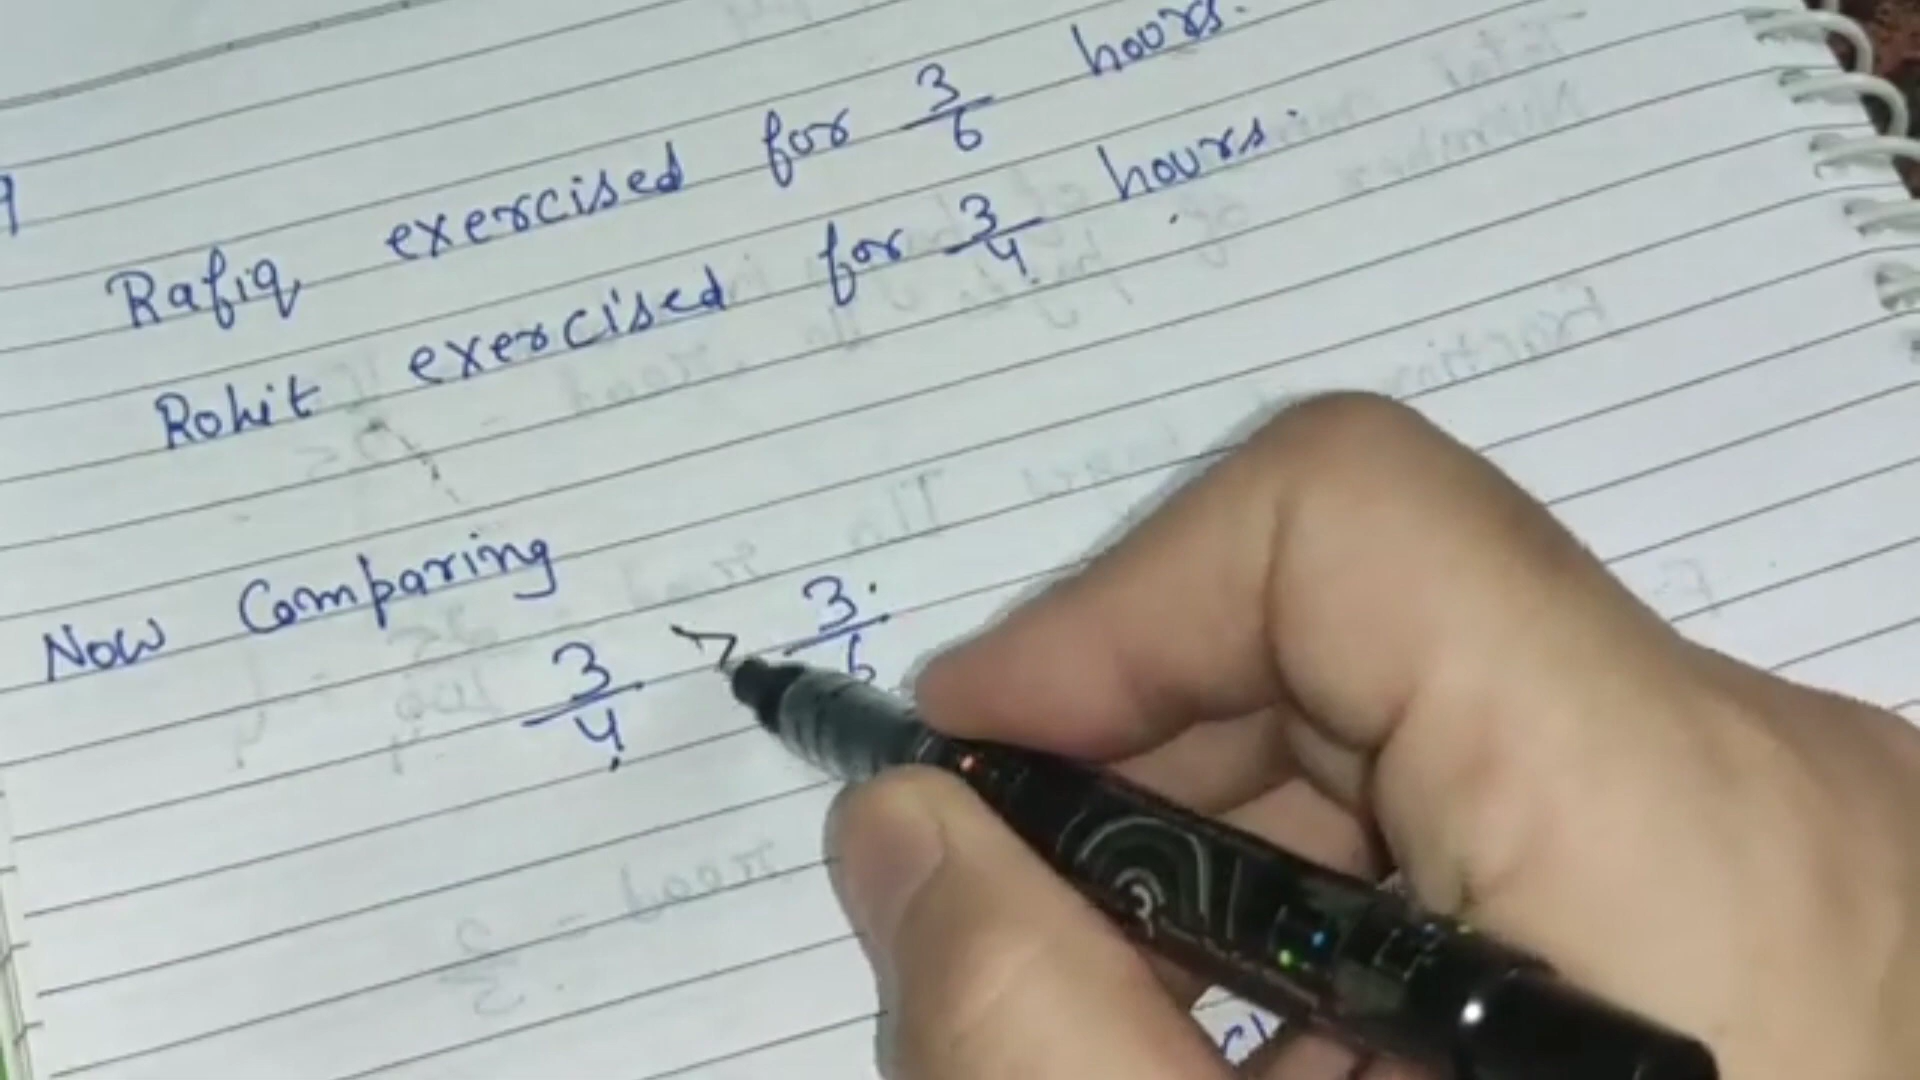 Rafiq exercised for 3/6 hours.
Rohit exercised for 3/4 hours.
Now Comparing
3/4 > 3/6